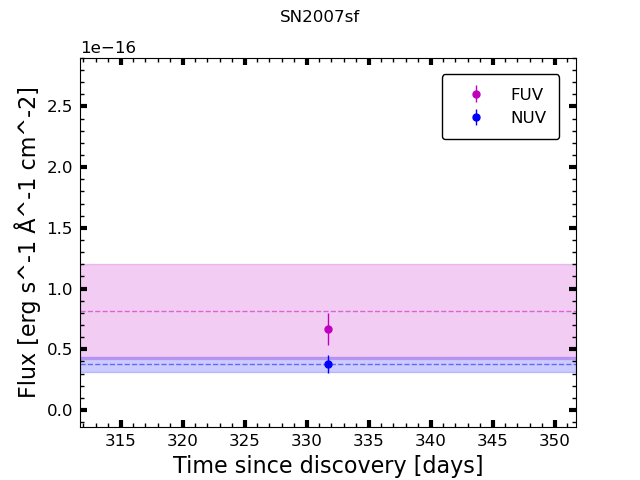 SN2007sf
1e−16
FUV
NUV
2.5
2.0
1.5
1.0
0.5
0.0
Flux [erg s^-1 Å^-1 cm^-2]
315 320 325 330 335 340 345 350
Time since discovery [days]